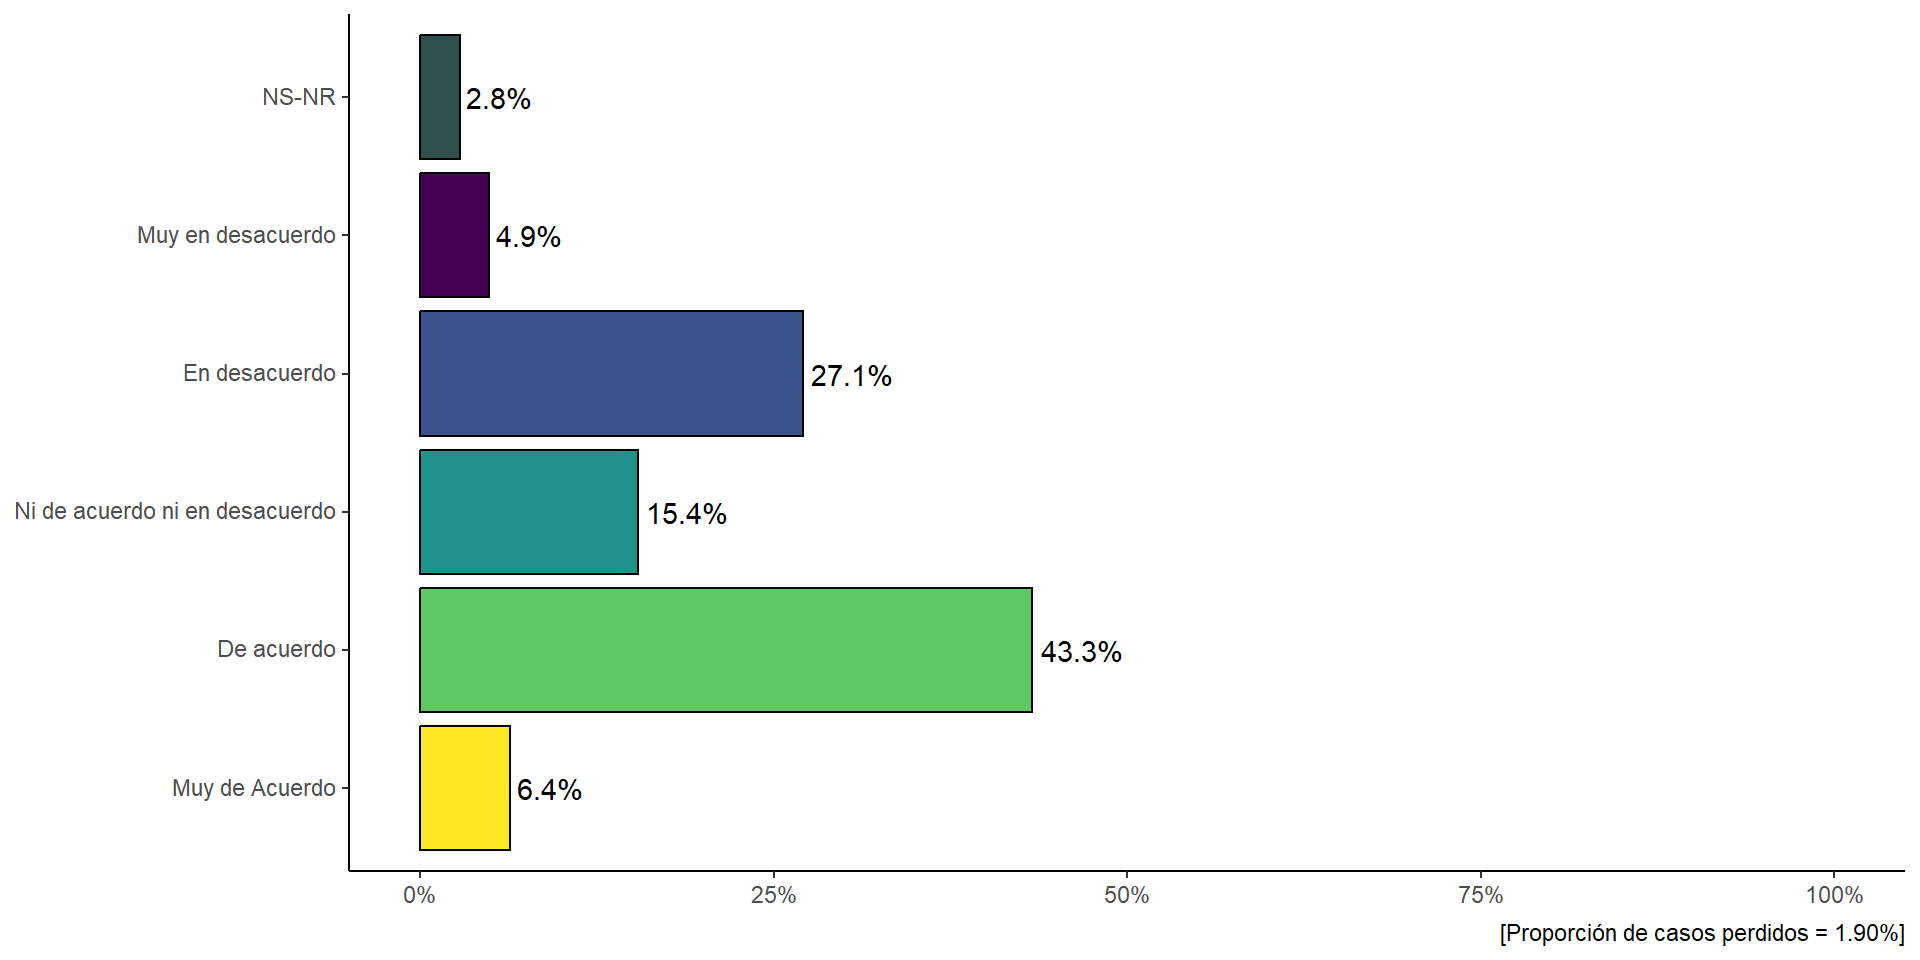 NS-NR
2.8%
Muy en desacuerdo
4.9%
En desacuerdo
27.1%
Ni de acuerdo ni en desacuerdo
15.4%
De acuerdo
43.3%
Muy de Acuerdo
6.4%
0%
25%
50%
75%
100%
[Proporción de casos perdidos = 1.90%]